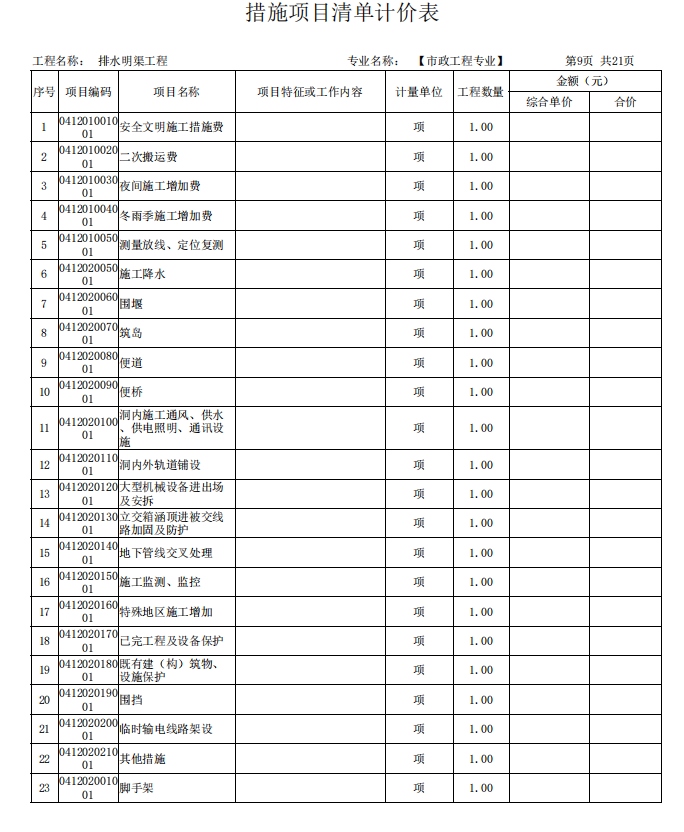 措施项目清单计价表
工程名称： 排水明渠工程 专业名称： 【市政工程专业】 第9页 共21页
序号 项目编码 项目名称 项目特征或工作内容 计量单位 工程数量 金额（元）
综合单价 合价
1 041201001001 安全文明施工措施费 项 1.00
2 041201002001 二次搬运费 项 1.00
3 041201003001 夜间施工增加费 项 1.00
4 041201004001 冬雨季施工增加费 项 1.00
5 041201005001 测量放线、定位复测 项 1.00
6 041202005001 施工降水 项 1.00
7 041202006001 围堰 项 1.00
8 041202007001 筑岛 项 1.00
9 041202008001 便道 项 1.00
10 041202009001 便桥 项 1.00
11 041202010001 洞内施工通风、供水、供电照明、通讯设施 项 1.00
12 041202011001 洞内外轨道铺设 项 1.00
13 041202012001 大型机械设备进出场及安拆 项 1.00
14 041202013001 立交箱涵顶进被交线路加固及防护 项 1.00
15 041202014001 地下管线交叉处理 项 1.00
16 041202015001 施工监测、监控 项 1.00
17 041202016001 特殊地区施工增加 项 1.00
18 041202017001 已完工程及设备保护 项 1.00
19 041202018001 既有建（构）筑物、设施保护 项 1.00
20 041202019001 围挡 项 1.00
21 041202020001 临时输电线路架设 项 1.00
22 041202021001 其他措施 项 1.00
23 041202001001 脚手架 项 1.00